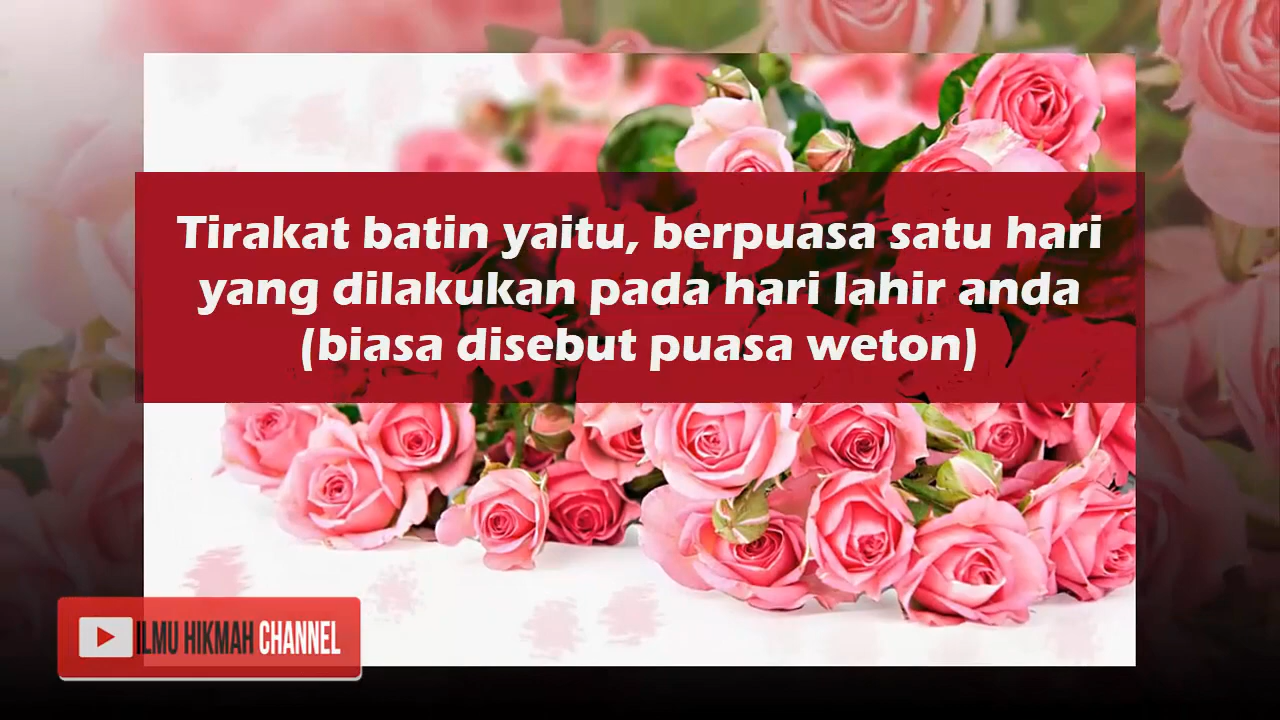 Tirakat batin yaitu, berpuasa satu hari
yang dilakukan pada hari lahir anda
(biasa disebut puasa weton)
ILMU HIKMAH CHANNEL